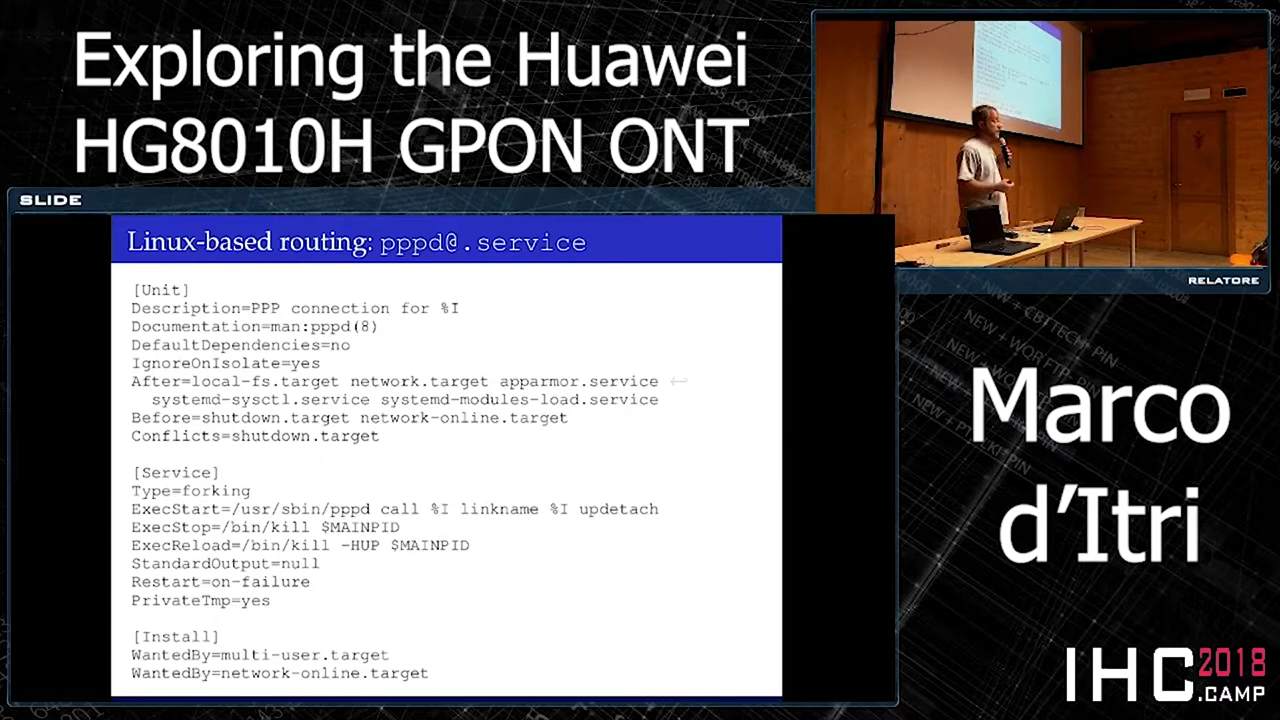 Exploring the Huawei
HG8010H GPON ONT
SLIDE
Linux-based routing: pppd@.service
[Unit]
Description=PPP connection for %I
Documentation=man:pppd(8)
DefaultDependencies=no
IgnoreOnIsolate=yes
After=local-fs.target network.target apparmor.service ↩
systemd-sysctl.service systemd-modules-load.service
Before=shutdown.target network-online.target
Conflicts=shutdown.target
[Service]
Type=forking
ExecStart=/usr/sbin/pppd call %I linkname %I updetach
ExecStop=/bin/kill $MAINPID
ExecReload=/bin/kill -HUP $MAINPID
StandardOutput=null
Restart=on-failure
PrivateTmp=yes
[Install]
WantedBy=multi-user.target
WantedBy=network-online.target
RELATORE
Marco
d'Itri
IHC 2018
.CAMP